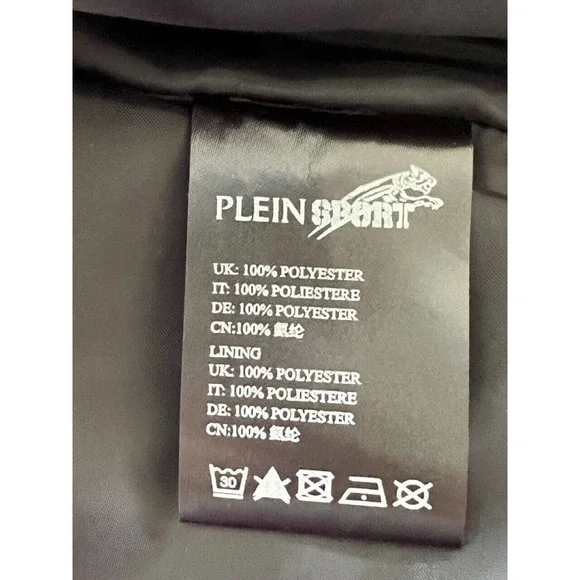 PLEIN SPORT
UK: 100% POLYESTER
IT: 100% POLIESTERE
DE: 100% POLYESTER
CN:100% 氨纶
LINING
UK: 100% POLYESTER
IT: 100% POLIESTERE
DE: 100% POLYESTER
CN:100% 氨纶
30